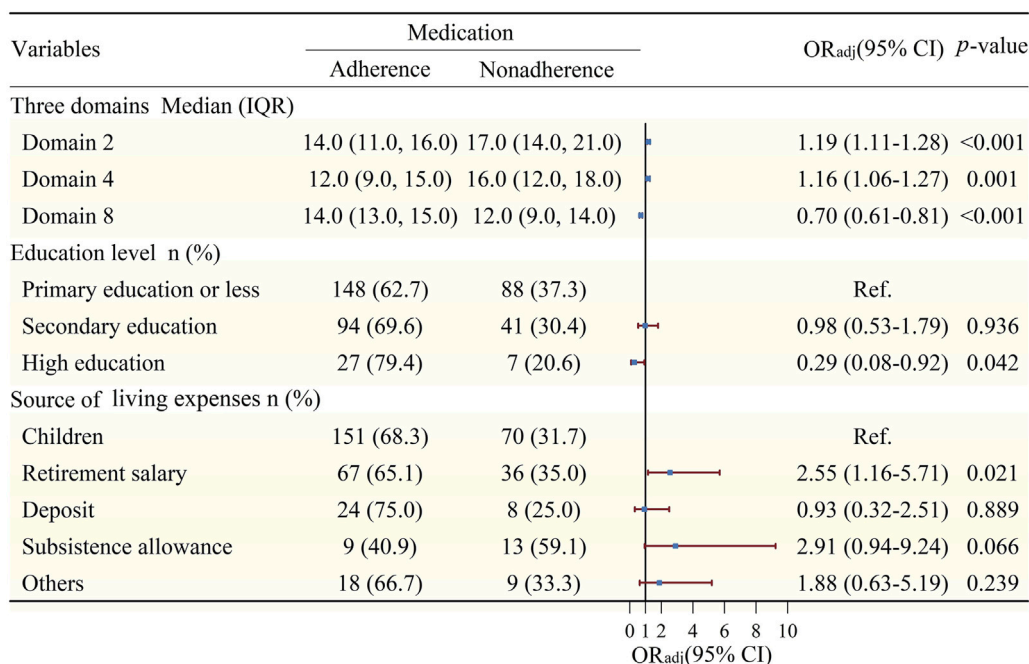 Variables Medication ORadj(95% CI) p-value
Adherence Nonadherence
Three domains Median (IQR)
Domain 2 14.0 (11.0, 16.0) 17.0 (14.0, 21.0) 1.19 (1.11-1.28) <0.001
Domain 4 12.0 (9.0, 15.0) 16.0 (12.0, 18.0) 1.16 (1.06-1.27) 0.001
Domain 8 14.0 (13.0, 15.0) 12.0 (9.0, 14.0) 0.70 (0.61-0.81) <0.001
Education level n (%)
Primary education or less 148 (62.7) 88 (37.3) Ref.
Secondary education 94 (69.6) 41 (30.4) 0.98 (0.53-1.79) 0.936
High education 27 (79.4) 7 (20.6) 0.29 (0.08-0.92) 0.042
Source of living expenses n (%)
Children 151 (68.3) 70 (31.7) Ref.
Retirement salary 67 (65.1) 36 (35.0) 2.55 (1.16-5.71) 0.021
Deposit 24 (75.0) 8 (25.0) 0.93 (0.32-2.51) 0.889
Subsistence allowance 9 (40.9) 13 (59.1) 2.91 (0.94-9.24) 0.066
Others 18 (66.7) 9 (33.3) 1.88 (0.63-5.19) 0.239
0 1 2 4 6 8 10
ORadj(95% CI)